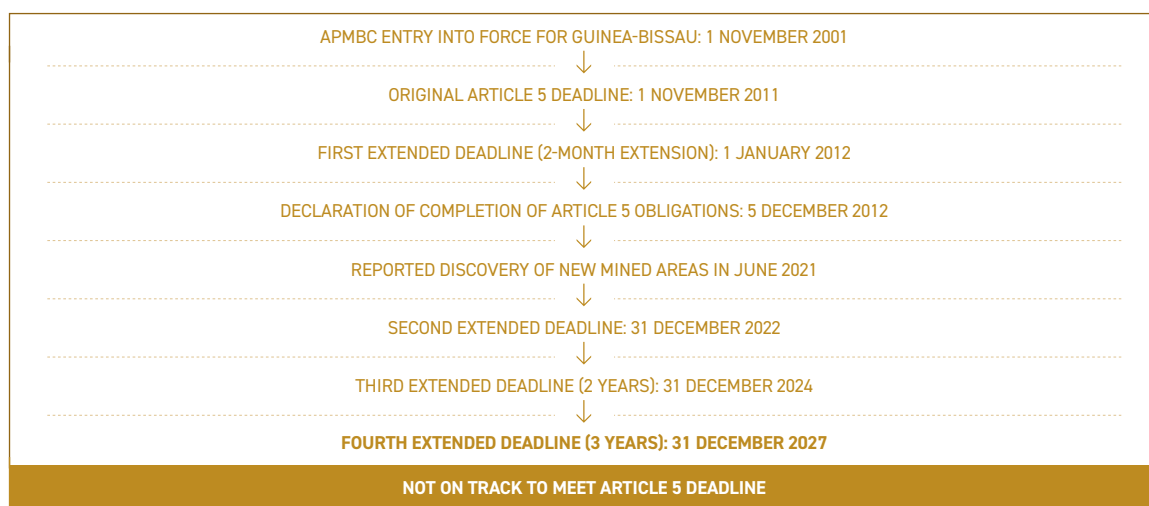 APMBC ENTRY INTO FORCE FOR GUINEA-BISSAU: 1 NOVEMBER 2001
ORIGINAL ARTICLE 5 DEADLINE: 1 NOVEMBER 2011
FIRST EXTENDED DEADLINE (2-MONTH EXTENSION): 1 JANUARY 2012
DECLARATION OF COMPLETION OF ARTICLE 5 OBLIGATIONS: 5 DECEMBER 2012
REPORTED DISCOVERY OF NEW MINED AREAS IN JUNE 2021
SECOND EXTENDED DEADLINE: 31 DECEMBER 2022
THIRD EXTENDED DEADLINE (2 YEARS): 31 DECEMBER 2024
FOURTH EXTENDED DEADLINE (3 YEARS): 31 DECEMBER 2027
NOT ON TRACK TO MEET ARTICLE 5 DEADLINE